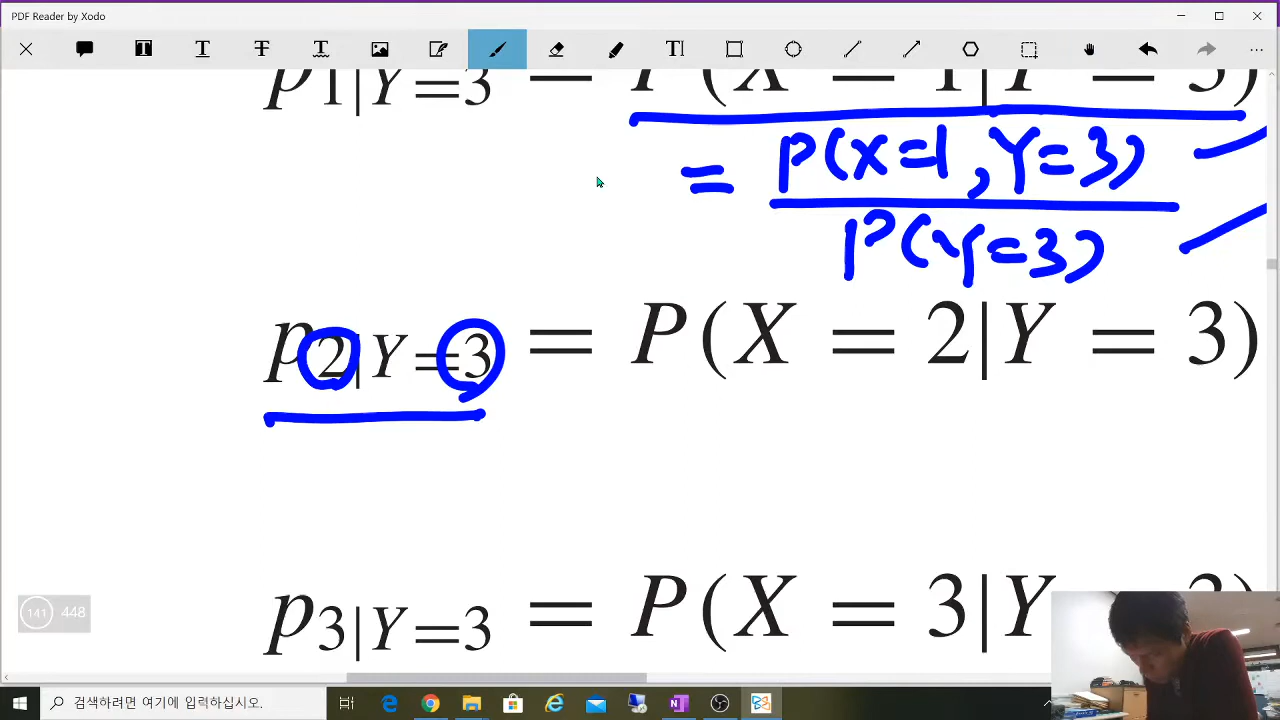 PDF Reader by Xodo
p1|Y=3 = P(X = 1|Y = 3)
= P(X=1, Y=3)
P(Y=3)
p2|Y=3 = P(X = 2|Y = 3)
p3|Y=3 = P(X = 3|Y = 3)
141 448
검색하려면 여기에 입력하십시오.